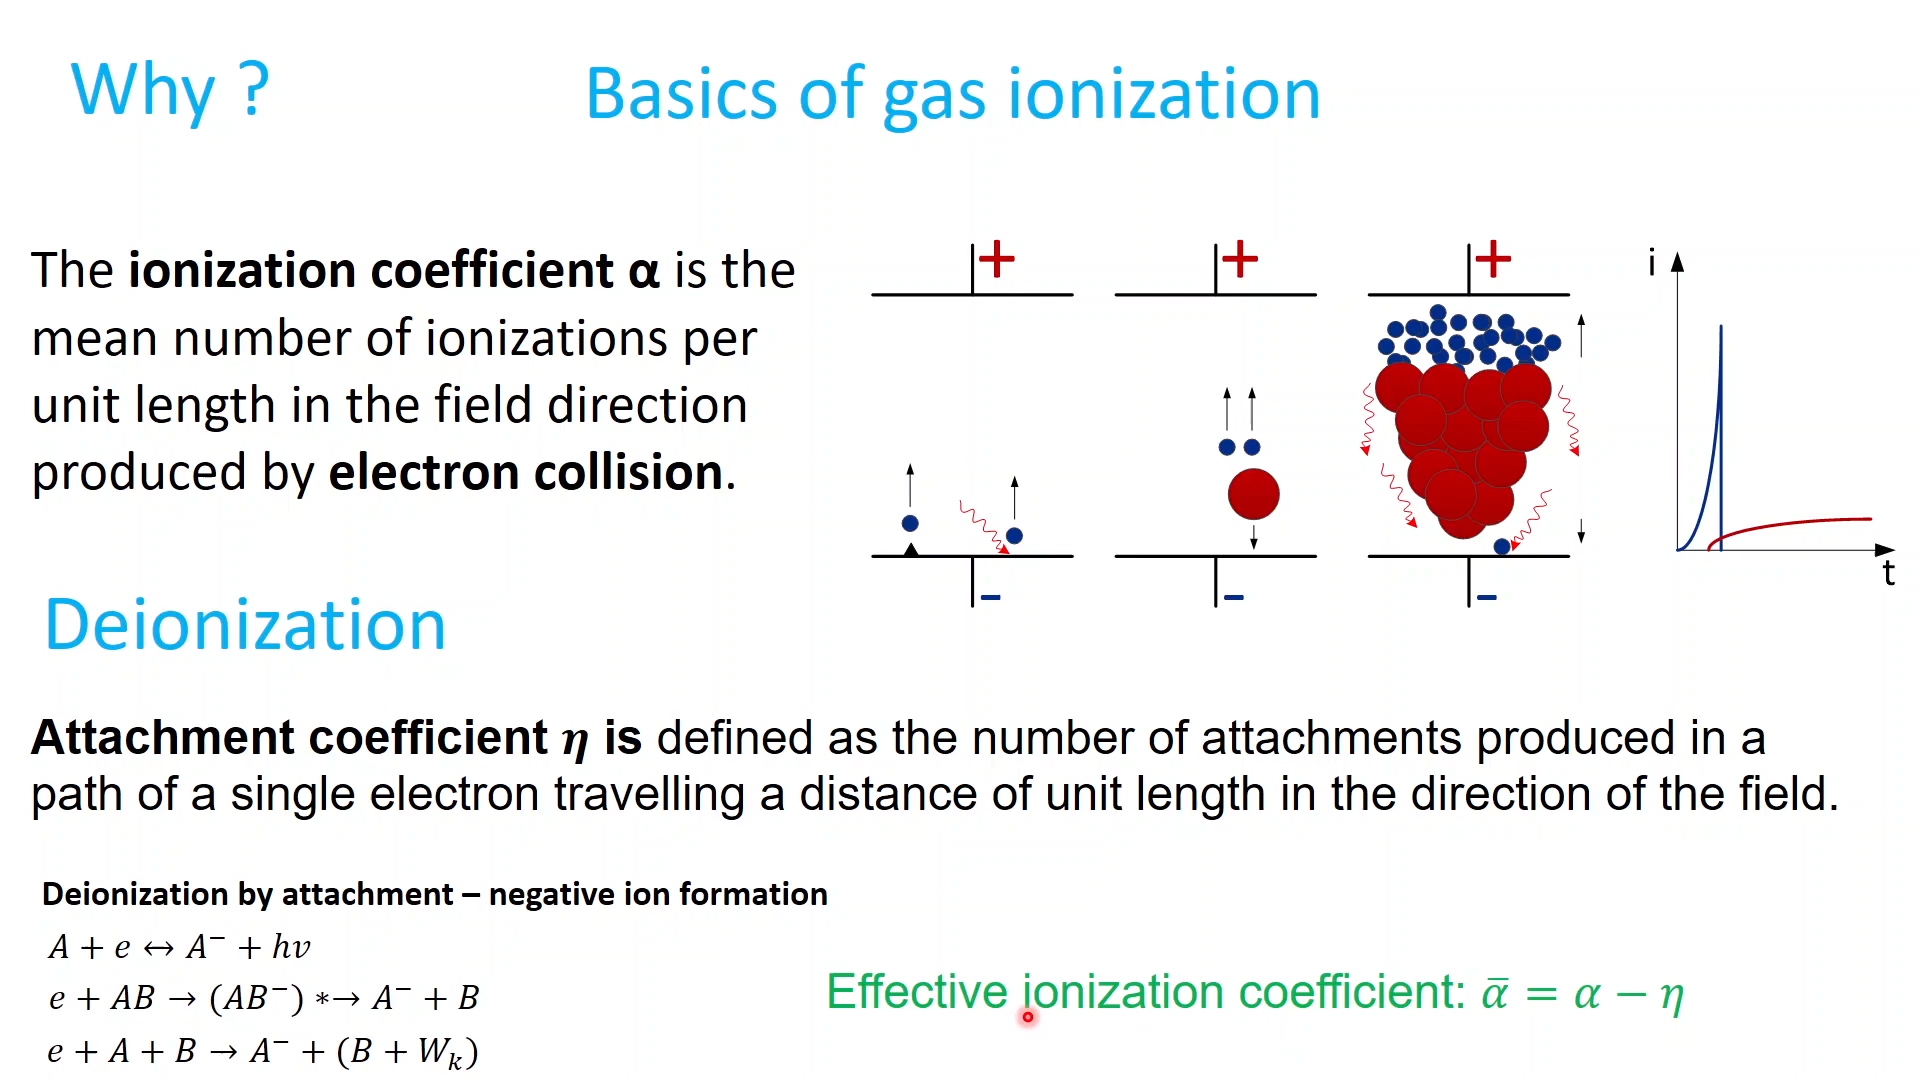 Why ?
Basics of gas ionization
The ionization coefficient α is the
mean number of ionizations per
unit length in the field direction
produced by electron collision.
+
+
+
i
−
−
−
t
Deionization
Attachment coefficient η is defined as the number of attachments produced in a
path of a single electron travelling a distance of unit length in the direction of the field.
Deionization by attachment – negative ion formation
A + e ↔ A⁻ + hv
e + AB → (AB⁻) ∗→ A⁻ + B
e + A + B → A⁻ + (B + Wₖ)
Effective ionization coefficient: ᾱ = α − η